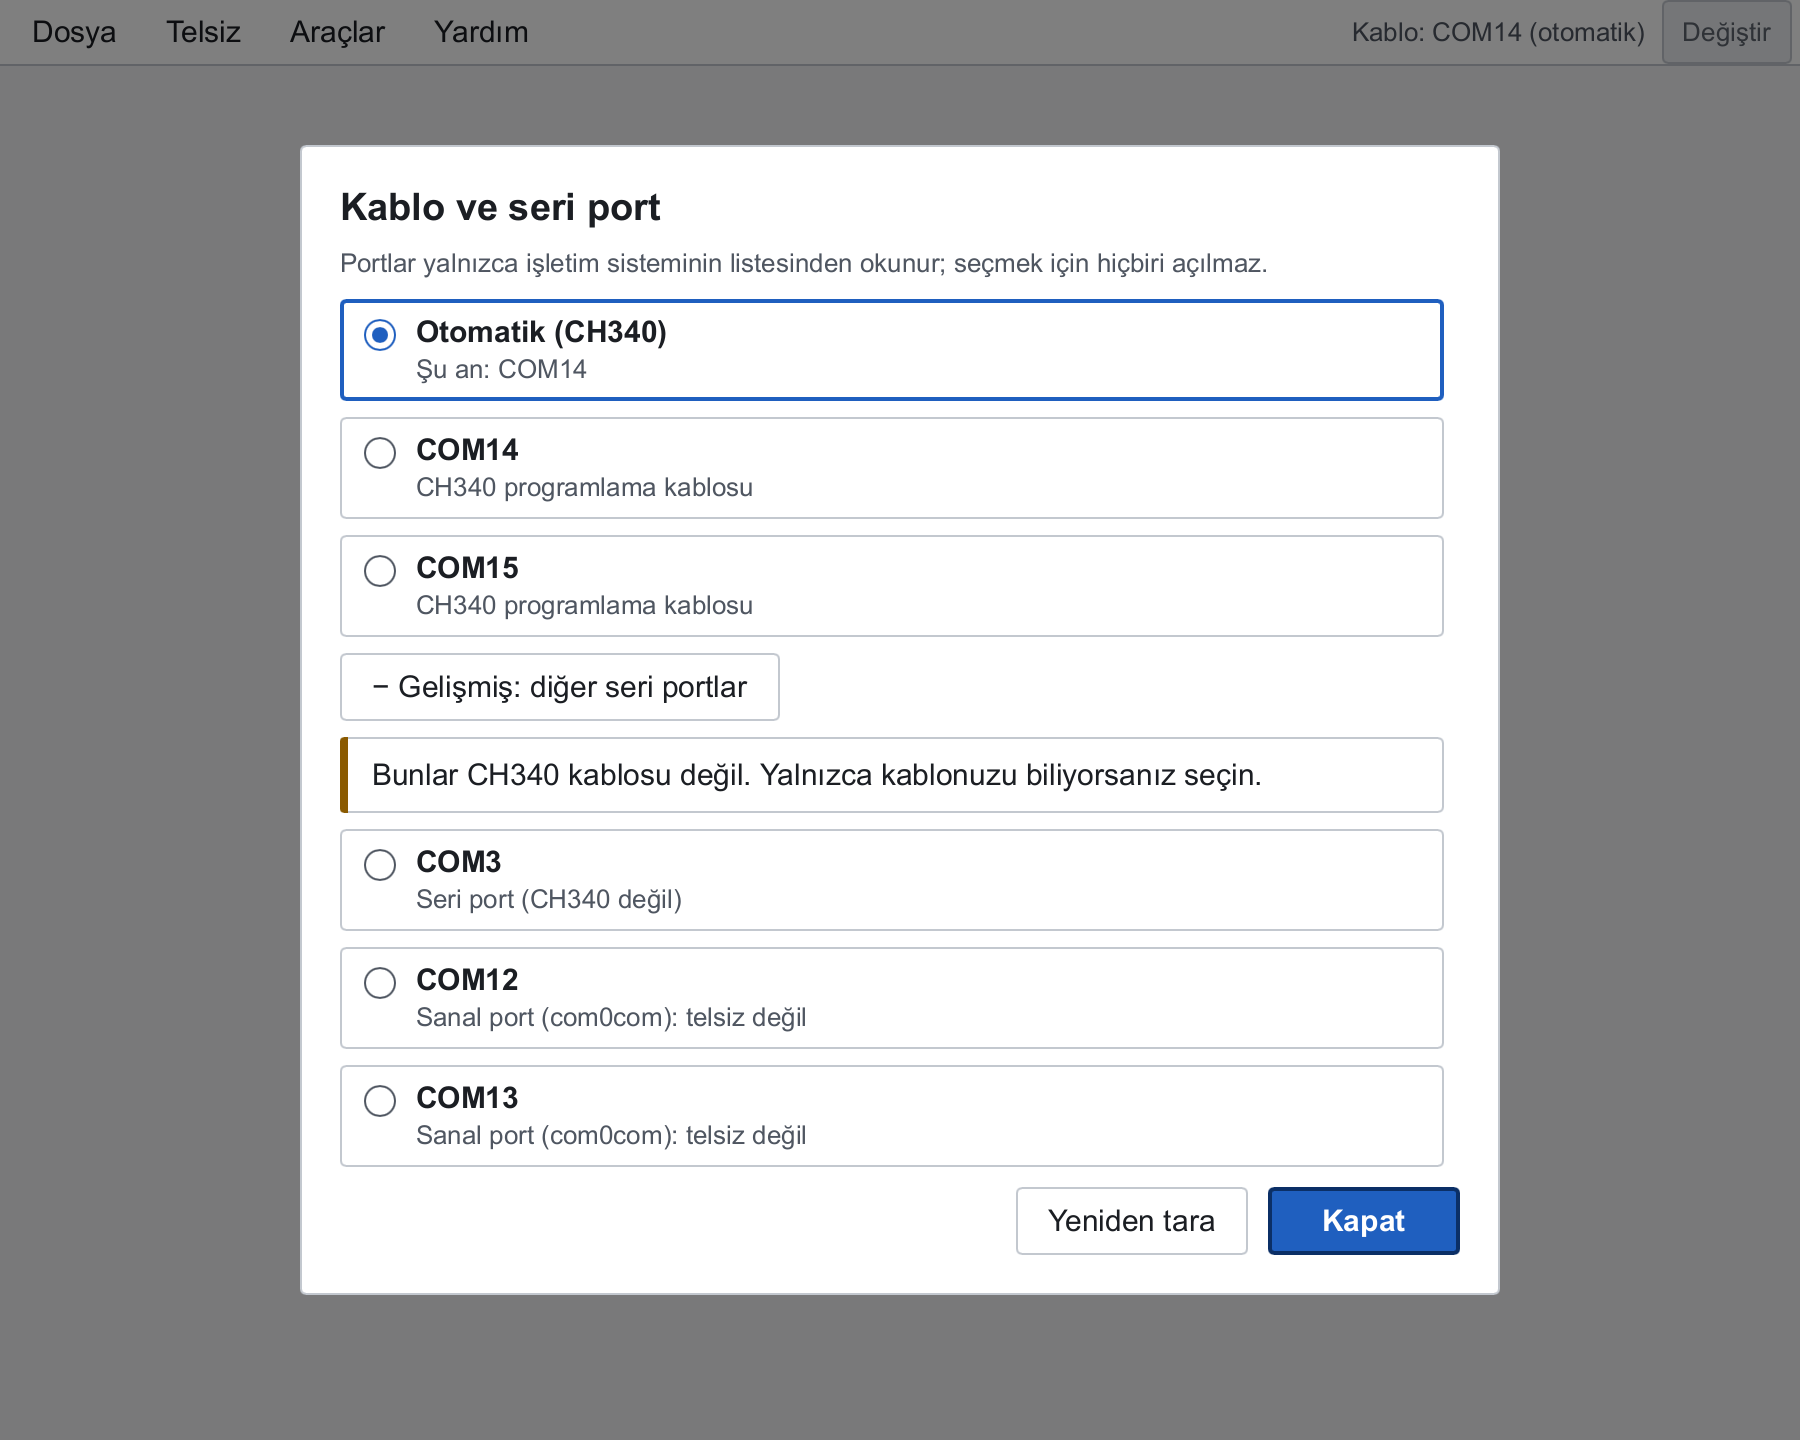 Dosya Telsiz Araçlar Yardım Kablo: COM14 (otomatik) Değiştir
Kablo ve seri port
Portlar yalnızca işletim sisteminin listesinden okunur; seçmek için hiçbiri açılmaz.
Otomatik (CH340)
Şu an: COM14
COM14
CH340 programlama kablosu
COM15
CH340 programlama kablosu
− Gelişmiş: diğer seri portlar
Bunlar CH340 kablosu değil. Yalnızca kablonuzu biliyorsanız seçin.
COM3
Seri port (CH340 değil)
COM12
Sanal port (com0com): telsiz değil
COM13
Sanal port (com0com): telsiz değil
Yeniden tara Kapat